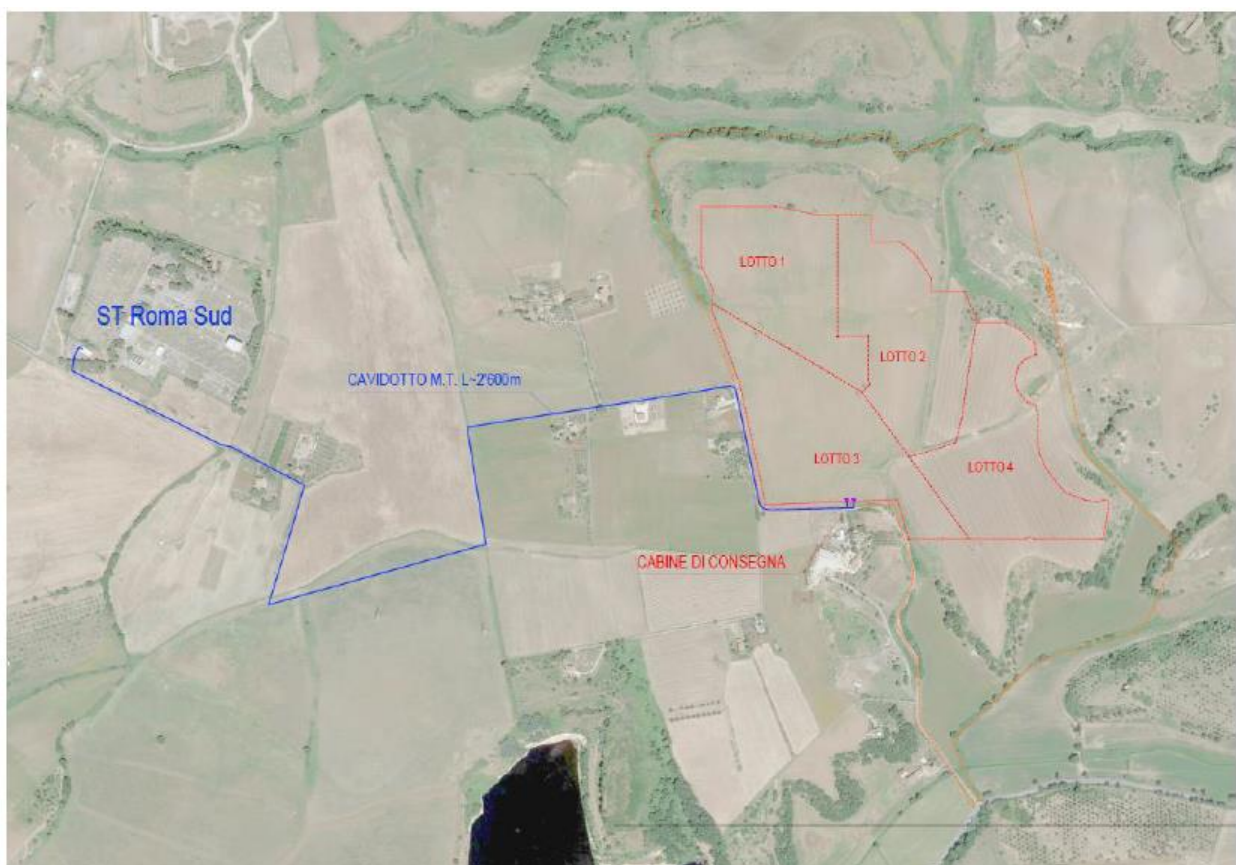 LOTTO 1
ST Roma Sud
LOTTO 2
CAVIDOTTO M.T. L~2'600m
LOTTO 3
LOTTO 4
CABINE DI CONSEGNA